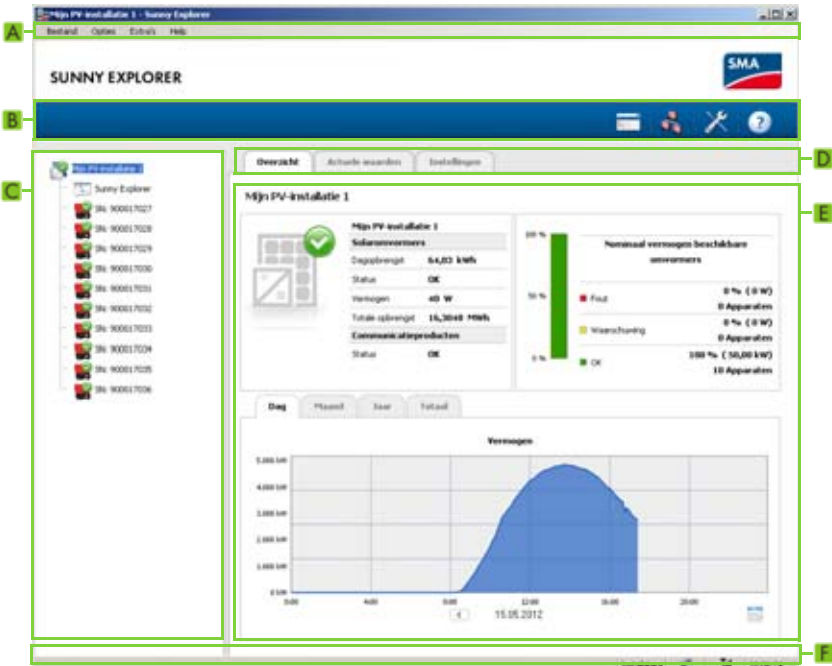 Mijn PV-installatie 1 - Sunny Explorer
A
Bestand Opties Extra's Help
SUNNY EXPLORER
SMA
B
C
D
E
F
Mijn PV-installatie 1
Sunny Explorer
SN: 900017027
SN: 900017028
SN: 900017029
SN: 900017030
SN: 900017031
SN: 900017032
SN: 900017033
SN: 900017034
SN: 900017035
SN: 900017036
Overzicht Actuele waarden Instellingen
Mijn PV-installatie 1
Mijn PV-installatie 1
Solaromvormers
Dagopbrengst 64,03 kWh
Status OK
Vermogen 40 W
Totale opbrengst 16,3048 MWh
Communicatieproducten
Status OK
100 %
50 %
0 %
Nominaal vermogen beschikbare
omvormers
Fout 0 % ( 0 W)
0 Apparaten
Waarschuwing 0 % ( 0 W)
0 Apparaten
OK 100 % ( 50,00 kW)
10 Apparaten
Dag Maand Jaar Totaal
Vermogen
5.000 kW
4.000 kW
3.000 kW
2.000 kW
1.000 kW
0 kW
0:00 4:00 8:00 12:00 16:00 20:00
15.05.2012